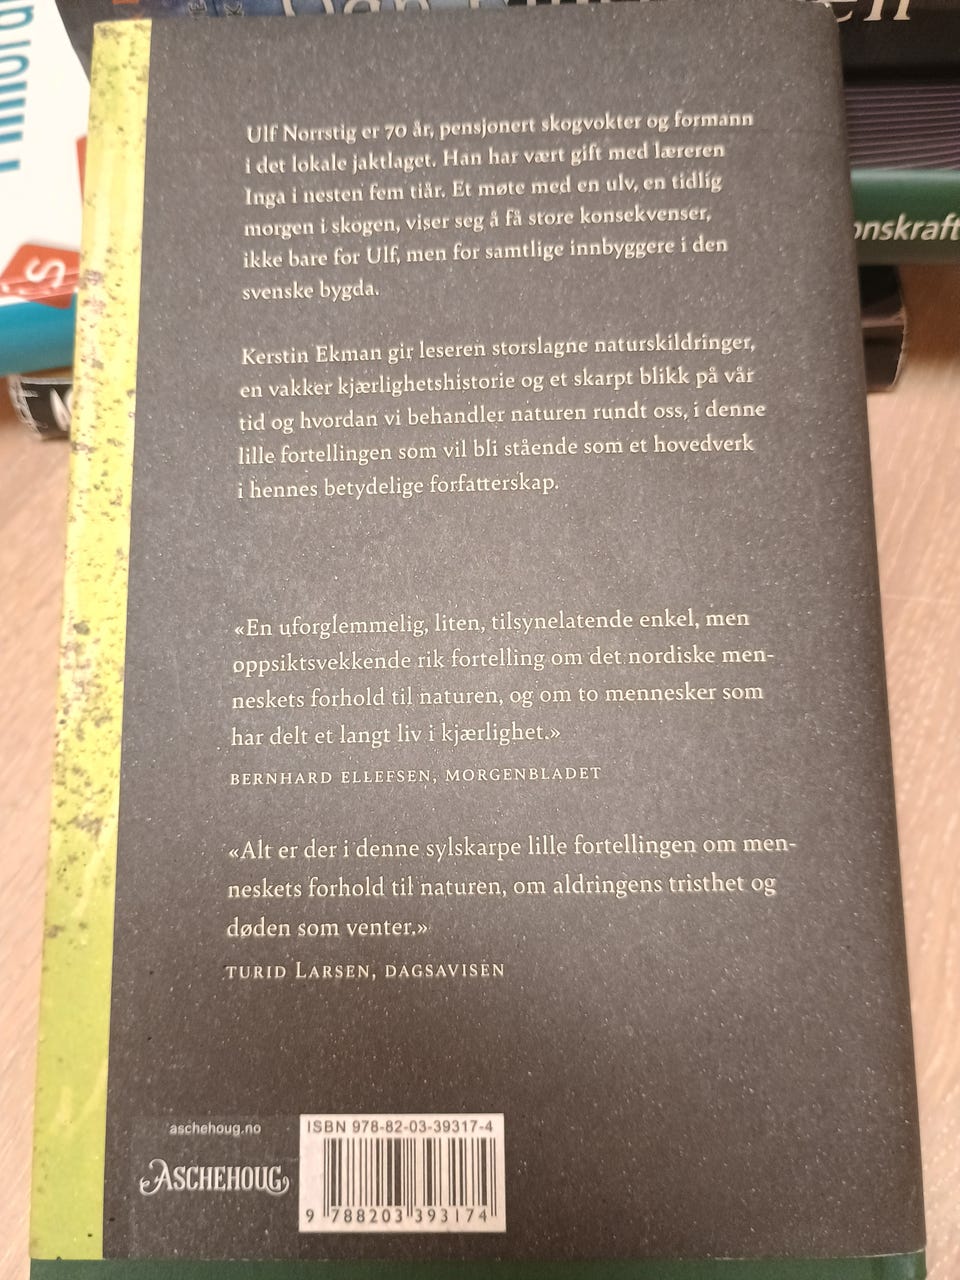 Ulf Norrstig er 70 år, pensjonert skogvokter og formann
i det lokale jaktlaget. Han har vært gift med læreren
Inga i nesten fem tiår. Et møte med en ulv, en tidlig
morgen i skogen, viser seg å få store konsekvenser,
ikke bare for Ulf, men for samtlige innbyggere i den
svenske bygda.
Kerstin Ekman gir leseren storslagne naturskildringer,
en vakker kjærlighetshistorie og et skarpt blikk på vår
tid og hvordan vi behandler naturen rundt oss, i denne
lille fortellingen som vil bli stående som et hovedverk
i hennes betydelige forfatterskap.
«En uforglemmelig, liten, tilsynelatende enkel, men
oppsiktsvekkende rik fortelling om det nordiske men-
neskets forhold til naturen, og om to mennesker som
har delt et langt liv i kjærlighet.»
BERNHARD ELLEFSEN, MORGENBLADET
«Alt er der i denne sylskarpe lille fortellingen om men-
neskets forhold til naturen, om aldringens tristhet og
døden som venter.»
TURID LARSEN, DAGSAVISEN
aschehoug.no
ASCHEHOUG
ISBN 978-82-03-39317-4
9 788203 393174
onskraft